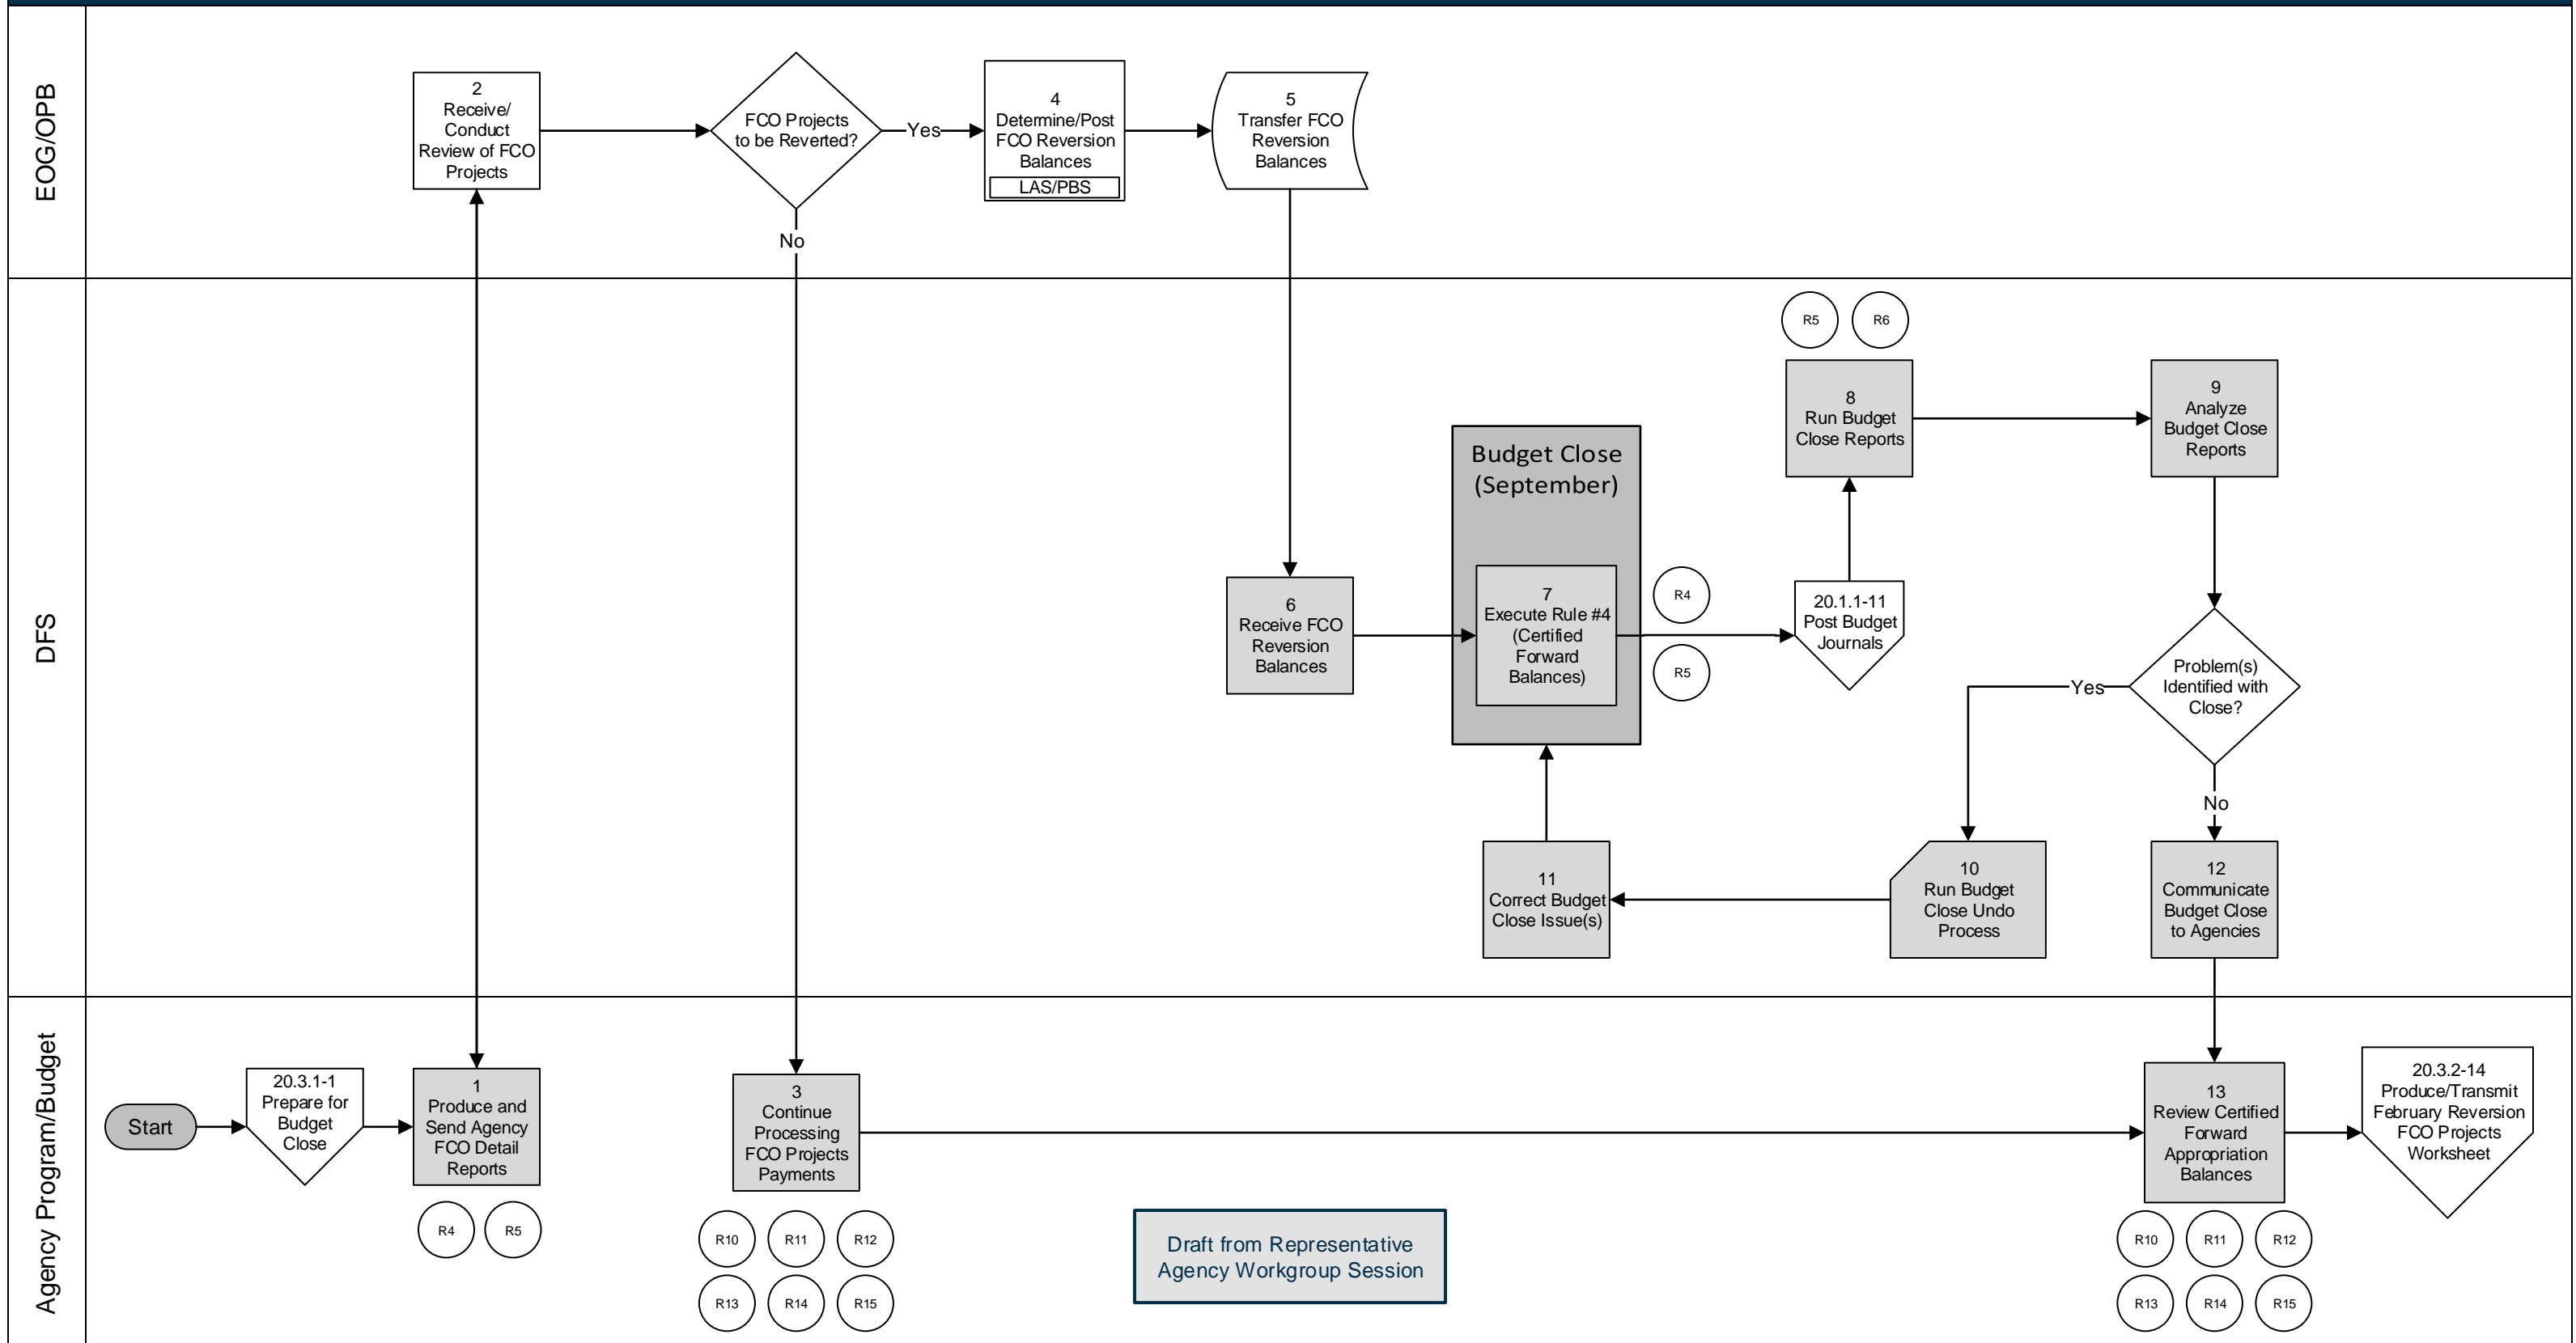 EOG/OPB
2
Receive/
Conduct
Review of FCO
Projects
FCO Projects
to be Reverted?
Yes
No
4
Determine/Post
FCO Reversion
Balances
LAS/PBS
5
Transfer FCO
Reversion
Balances
DFS
6
Receive FCO
Reversion
Balances
Budget Close
(September)
7
Execute Rule #4
(Certified
Forward
Balances)
R4
R5
20.1.1-11
Post Budget
Journals
R5
R6
8
Run Budget
Close Reports
9
Analyze
Budget Close
Reports
Problem(s)
Identified with
Close?
Yes
No
10
Run Budget
Close Undo
Process
11
Correct Budget
Close Issue(s)
12
Communicate
Budget Close
to Agencies
Agency Program/Budget
Start
20.3.1-1
Prepare for
Budget
Close
1
Produce and
Send Agency
FCO Detail
Reports
R4
R5
3
Continue
Processing
FCO Projects
Payments
R10
R11
R12
R13
R14
R15
Draft from Representative
Agency Workgroup Session
13
Review Certified
Forward
Appropriation
Balances
R10
R11
R12
R13
R14
R15
20.3.2-14
Produce/Transmit
February Reversion
FCO Projects
Worksheet